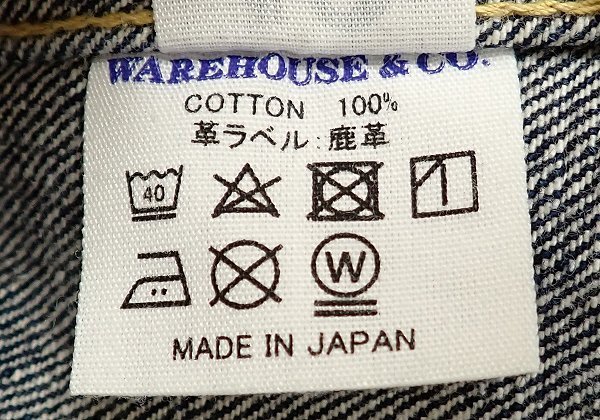 WAREHOUSE & CO.
COTTON 100%
革ラベル:鹿革
40
W
MADE IN JAPAN